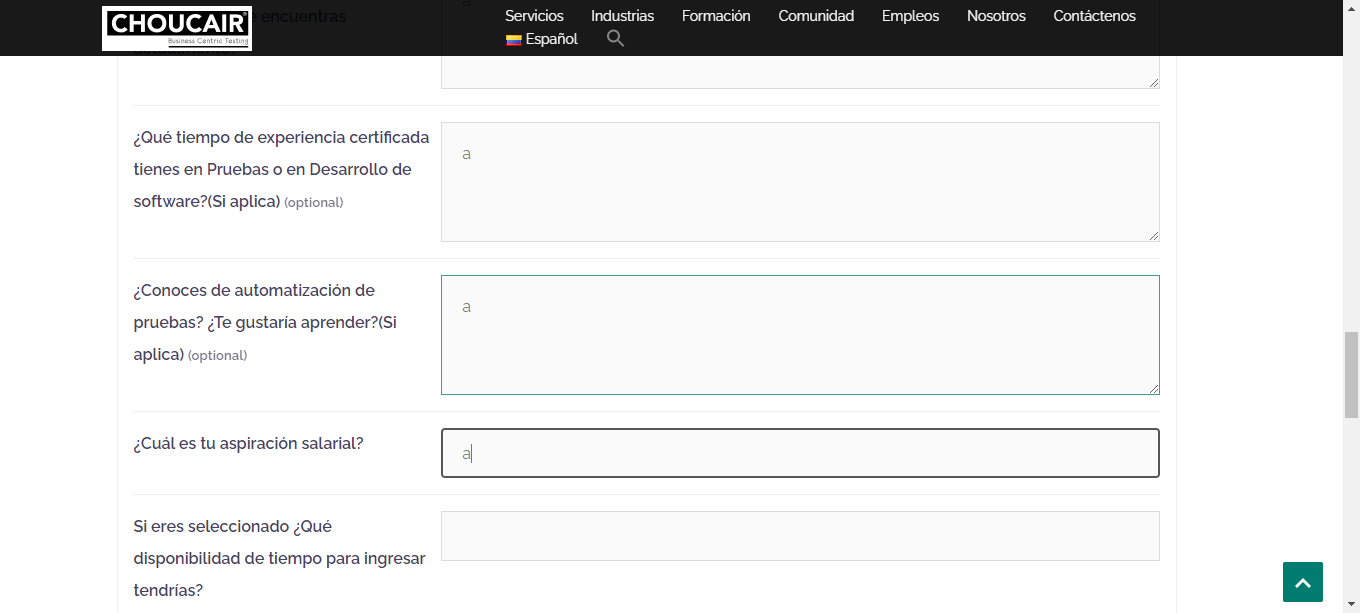 CHOUCAIR
Business Centric Testing
Servicios Industrias Formación Comunidad Empleos Nosotros Contáctenos
Español
encuentras
¿Qué tiempo de experiencia certificada
tienes en Pruebas o en Desarrollo de
software?(Si aplica) (optional)
a
¿Conoces de automatización de
pruebas? ¿Te gustaría aprender?(Si
aplica) (optional)
a
¿Cuál es tu aspiración salarial?
a
Si eres seleccionado ¿Qué
disponibilidad de tiempo para ingresar
tendrías?